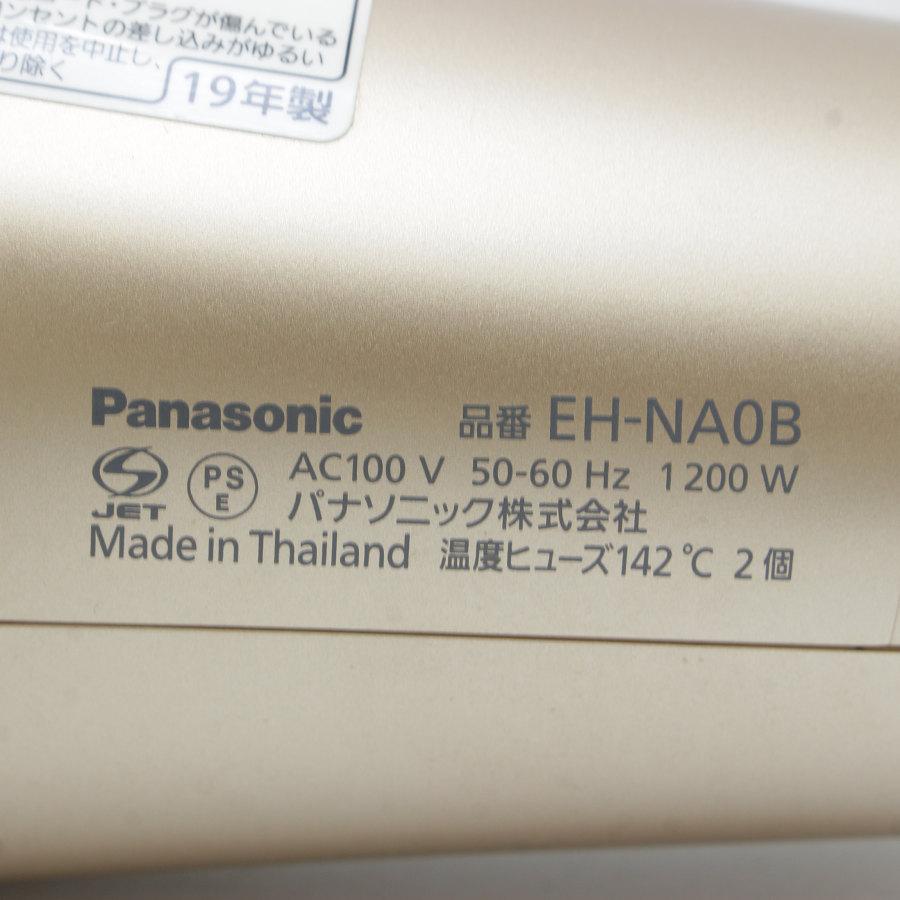 ド・プラグが傷んでいる
コンセントの差し込みがゆるい
は使用を中止し、
り除く
19年製
Panasonic 品番 EH-NA0B
JET PSE AC100 V 50-60 Hz 1200 W
パナソニック株式会社
Made in Thailand 温度ヒューズ142℃ 2個